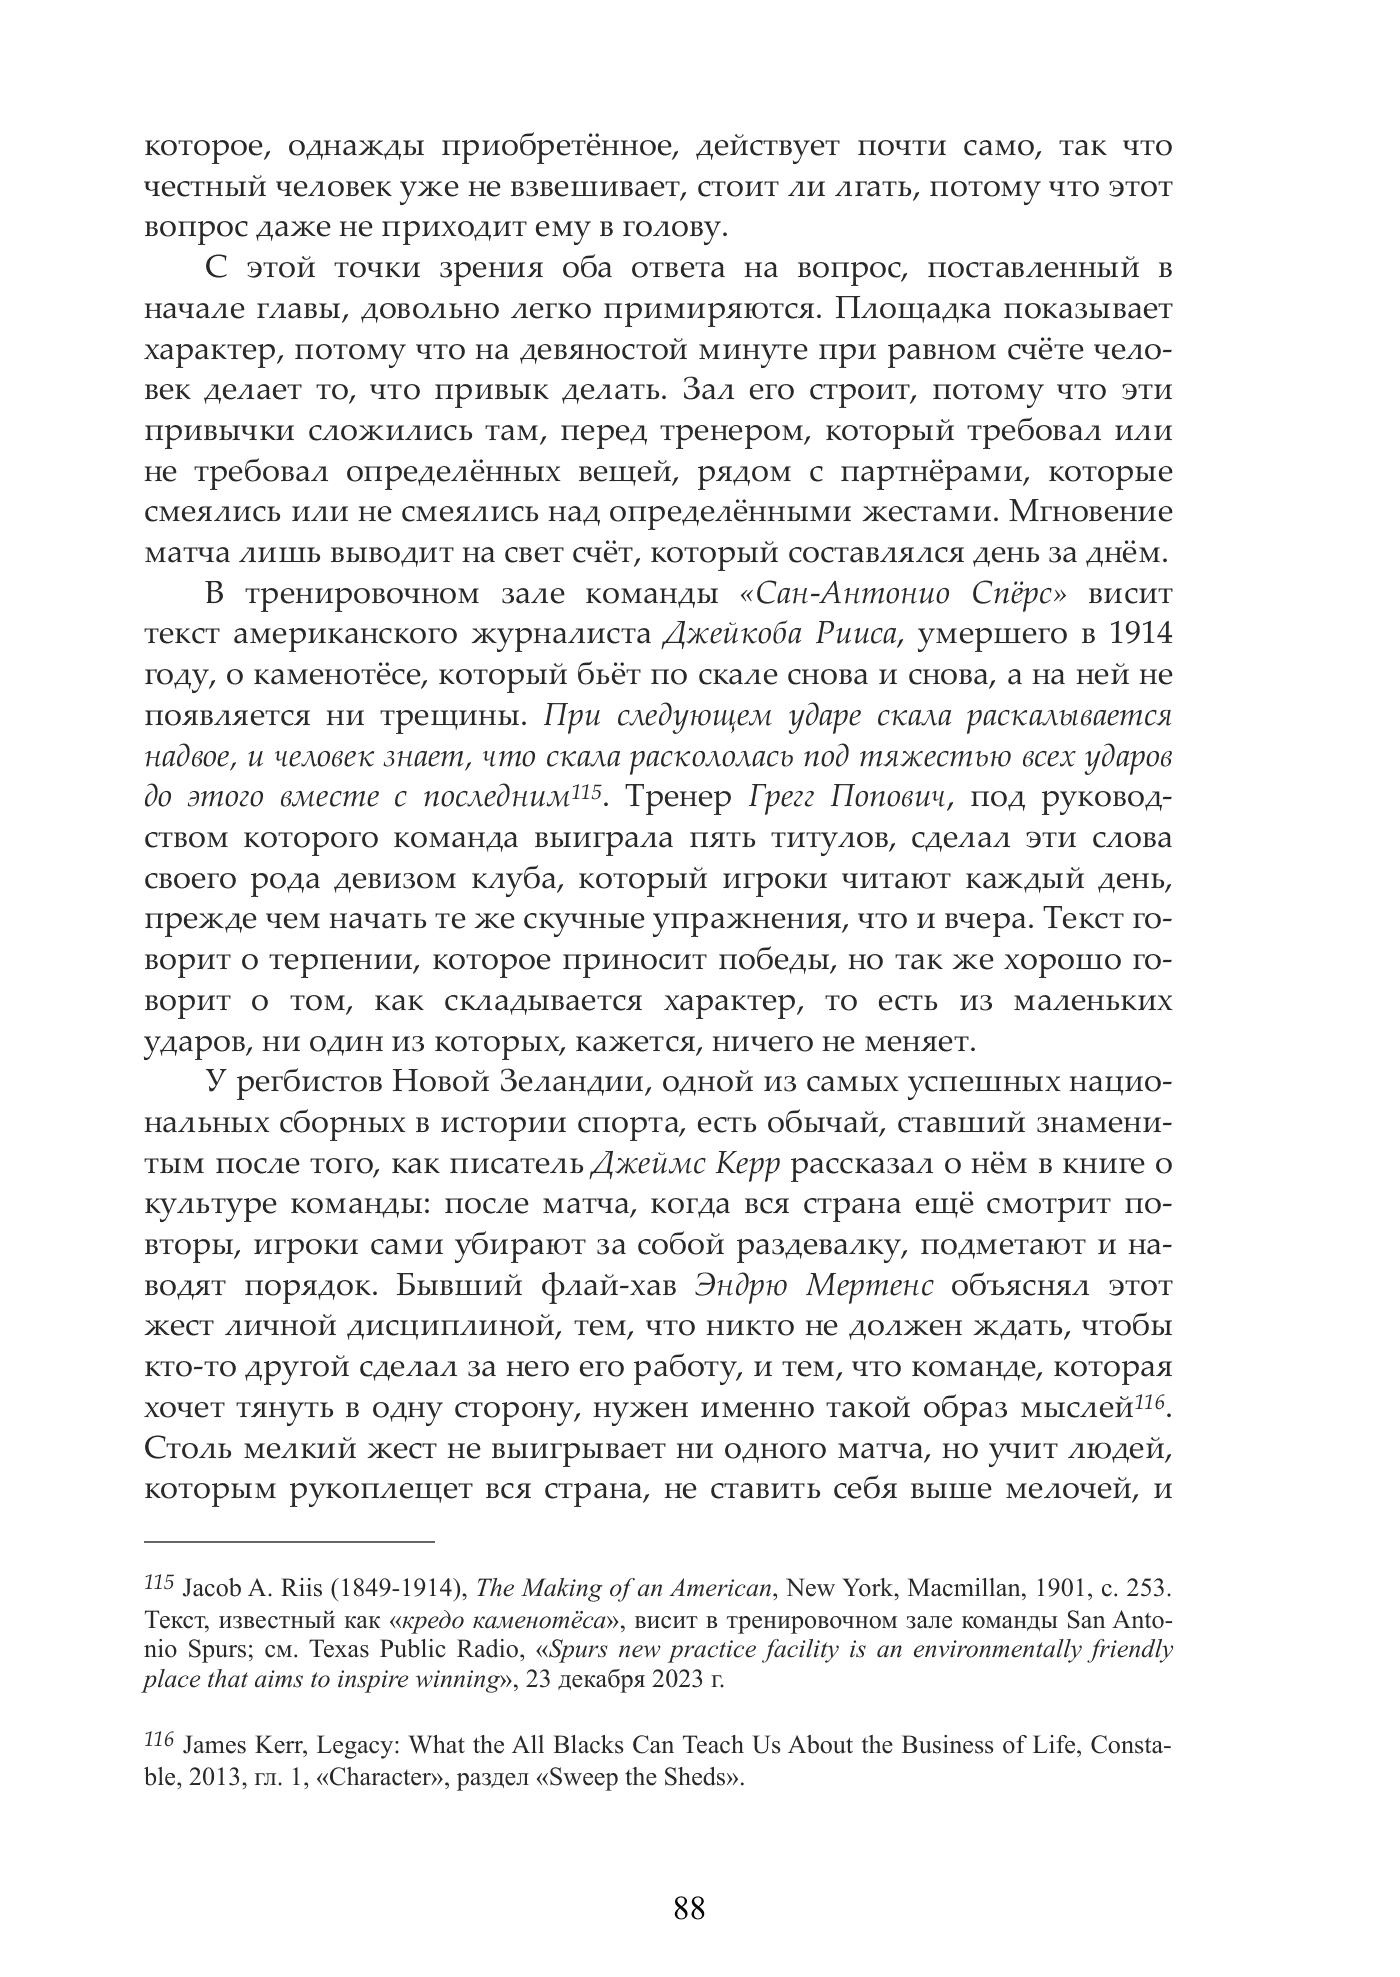 которое, однажды приобретённое, действует почти само, так что
честный человек уже не взвешивает, стоит ли лгать, потому что этот
вопрос даже не приходит ему в голову.
С этой точки зрения оба ответа на вопрос, поставленный в
начале главы, довольно легко примиряются. Площадка показывает
характер, потому что на девяностой минуте при равном счёте чело-
век делает то, что привык делать. Зал его строит, потому что эти
привычки сложились там, перед тренером, который требовал или
не требовал определённых вещей, рядом с партнёрами, которые
смеялись или не смеялись над определёнными жестами. Мгновение
матча лишь выводит на свет счёт, который составлялся день за днём.
В тренировочном зале команды «Сан-Антонио Спёрс» висит
текст американского журналиста Джейкоба Рииса, умершего в 1914
году, о каменотёсе, который бьёт по скале снова и снова, а на ней не
появляется ни трещины. При следующем ударе скала раскалывается
надвое, и человек знает, что скала раскололась под тяжестью всех ударов
до этого вместе с последним115. Тренер Грегг Попович, под руковод-
ством которого команда выиграла пять титулов, сделал эти слова
своего рода девизом клуба, который игроки читают каждый день,
прежде чем начать те же скучные упражнения, что и вчера. Текст го-
ворит о терпении, которое приносит победы, но так же хорошо го-
ворит о том, как складывается характер, то есть из маленьких
ударов, ни один из которых, кажется, ничего не меняет.
У регбистов Новой Зеландии, одной из самых успешных нацио-
нальных сборных в истории спорта, есть обычай, ставший знамени-
тым после того, как писатель Джеймс Керр рассказал о нём в книге о
культуре команды: после матча, когда вся страна ещё смотрит по-
вторы, игроки сами убирают за собой раздевалку, подметают и на-
водят порядок. Бывший флай-хав Эндрю Мертенс объяснял этот
жест личной дисциплиной, тем, что никто не должен ждать, чтобы
кто-то другой сделал за него его работу, и тем, что команде, которая
хочет тянуть в одну сторону, нужен именно такой образ мыслей116.
Столь мелкий жест не выигрывает ни одного матча, но учит людей,
которым рукоплещет вся страна, не ставить себя выше мелочей, и
115 Jacob A. Riis (1849-1914), The Making of an American, New York, Macmillan, 1901, с. 253.
Текст, известный как «кредо каменотёса», висит в тренировочном зале команды San Anto-
nio Spurs; см. Texas Public Radio, «Spurs new practice facility is an environmentally friendly
place that aims to inspire winning», 23 декабря 2023 г.
116 James Kerr, Legacy: What the All Blacks Can Teach Us About the Business of Life, Consta-
ble, 2013, гл. 1, «Character», раздел «Sweep the Sheds».
88